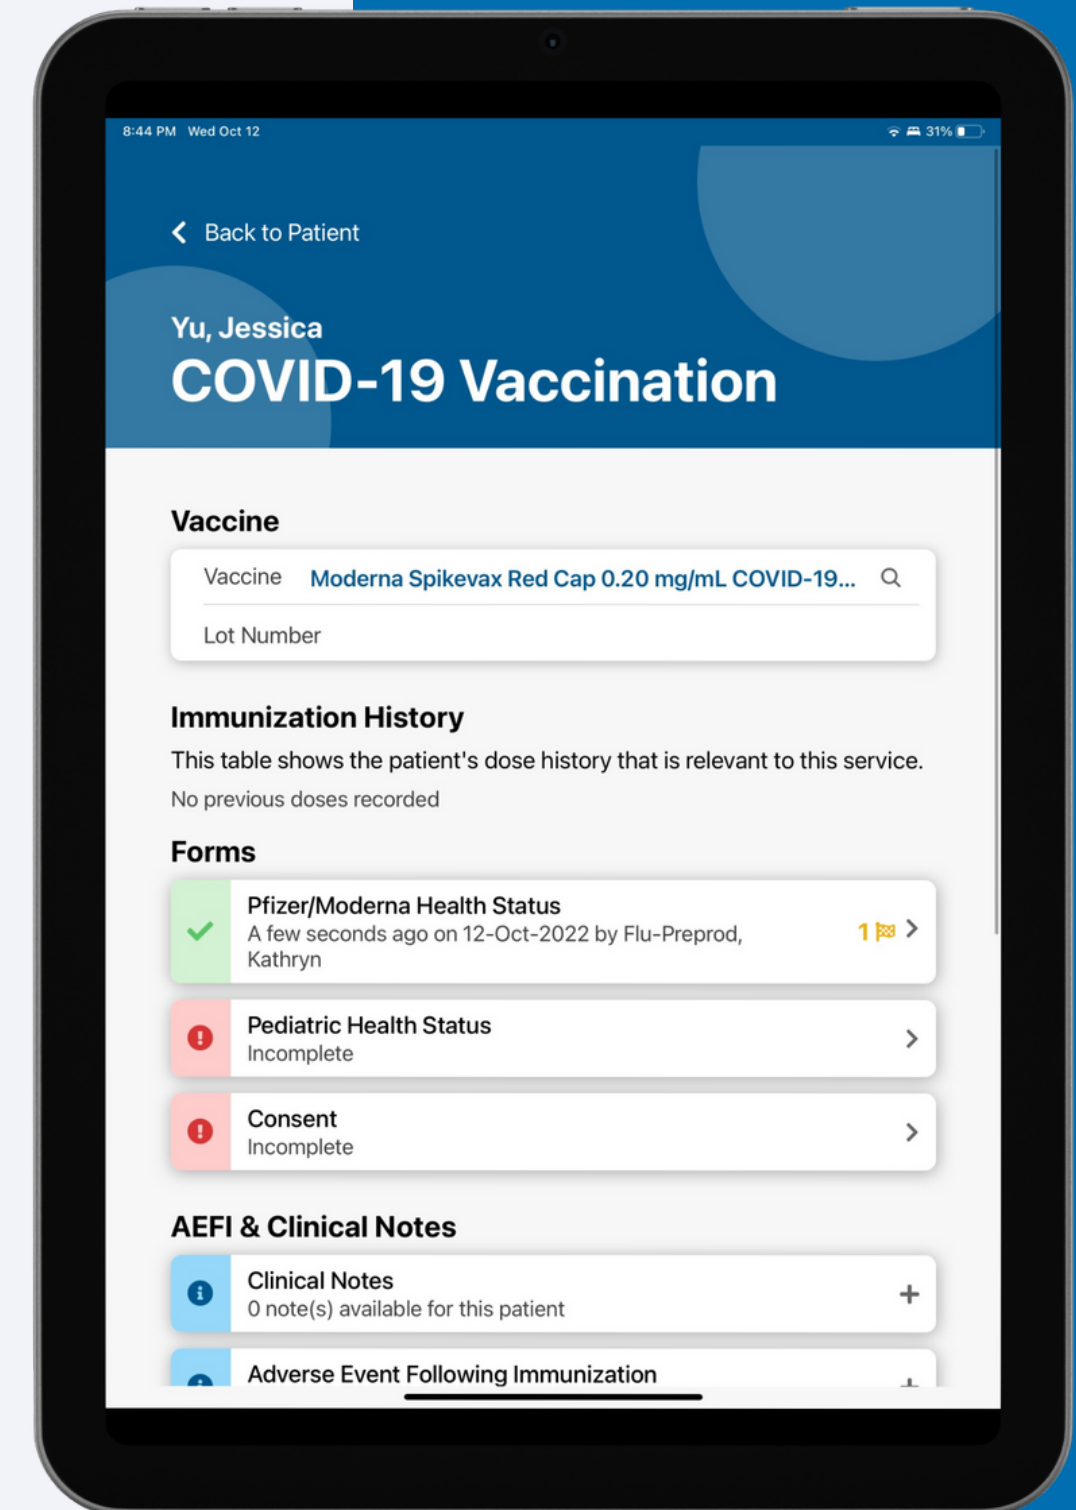 8:44 PM Wed Oct 12
31%
Back to Patient
Yu, Jessica
COVID-19 Vaccination
Vaccine
Vaccine Moderna Spikevax Red Cap 0.20 mg/mL COVID-19...
Lot Number
Immunization History
This table shows the patient's dose history that is relevant to this service.
No previous doses recorded
Forms
Pfizer/Moderna Health Status
A few seconds ago on 12-Oct-2022 by Flu-Preprod,
Kathryn
1
Pediatric Health Status
Incomplete
Consent
Incomplete
AEFI & Clinical Notes
Clinical Notes
0 note(s) available for this patient
Adverse Event Following Immunization